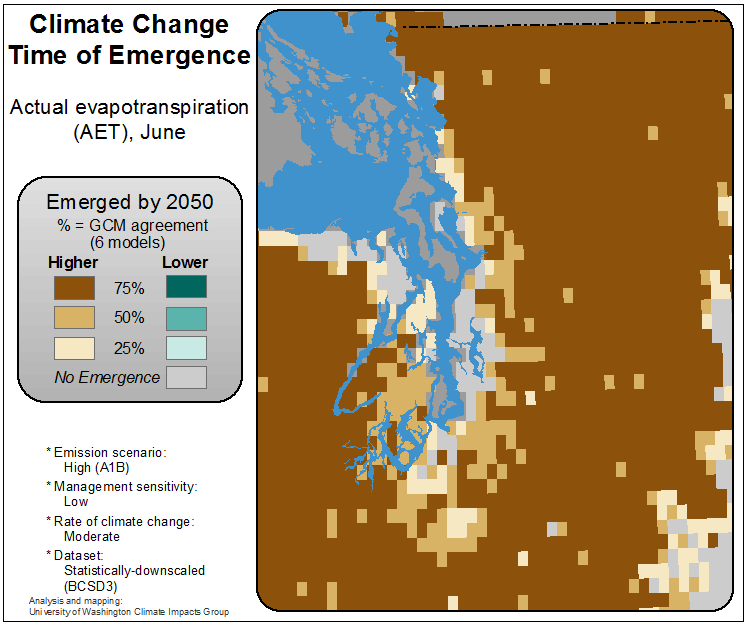 Climate Change
Time of Emergence
Actual evapotranspiration
(AET), June
Emerged by 2050
% = GCM agreement
(6 models)
Higher Lower
75%
50%
25%
No Emergence
* Emission scenario:
High (A1B)
* Management sensitivity:
Low
* Rate of climate change:
Moderate
* Dataset:
Statistically-downscaled
(BCSD3)
Analysis and mapping:
University of Washington Climate Impacts Group